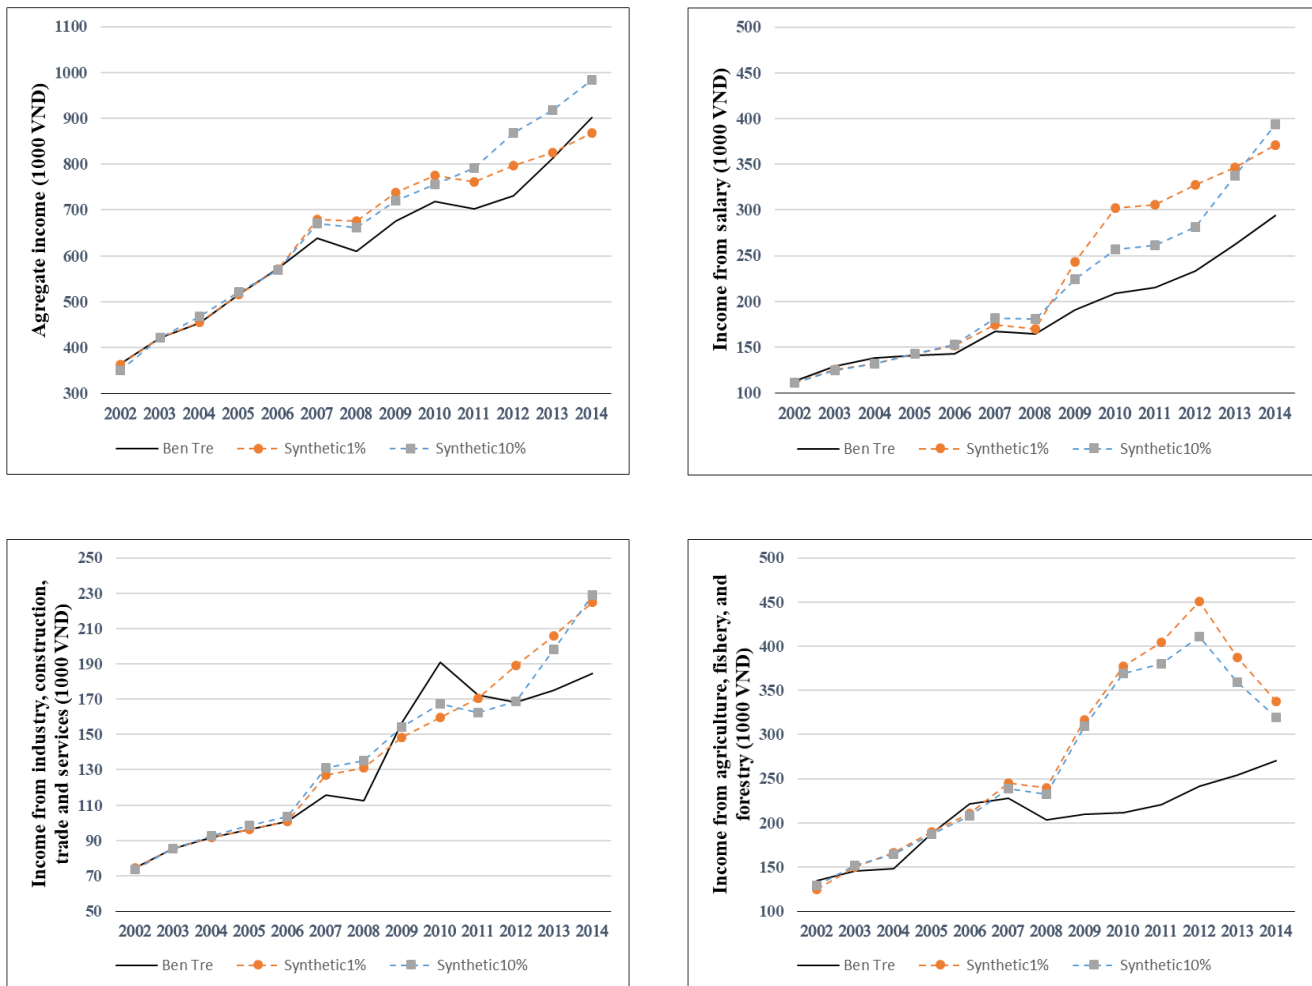 Agregate income (1000 VND)
1100
1000
900
800
700
600
500
400
300
2002 2003 2004 2005 2006 2007 2008 2009 2010 2011 2012 2013 2014
Ben Tre Synthetic1% Synthetic10%
Income from salary (1000 VND)
500
450
400
350
300
250
200
150
100
2002 2003 2004 2005 2006 2007 2008 2009 2010 2011 2012 2013 2014
Ben Tre Synthetic1% Synthetic10%
Income from industry, construction,
trade and services (1000 VND)
250
230
210
190
170
150
130
110
90
70
50
2002 2003 2004 2005 2006 2007 2008 2009 2010 2011 2012 2013 2014
Ben Tre Synthetic1% Synthetic10%
Income from agriculture, fishery, and
forestry (1000 VND)
500
450
400
350
300
250
200
150
100
2002 2003 2004 2005 2006 2007 2008 2009 2010 2011 2012 2013 2014
Ben Tre Synthetic1% Synthetic10%